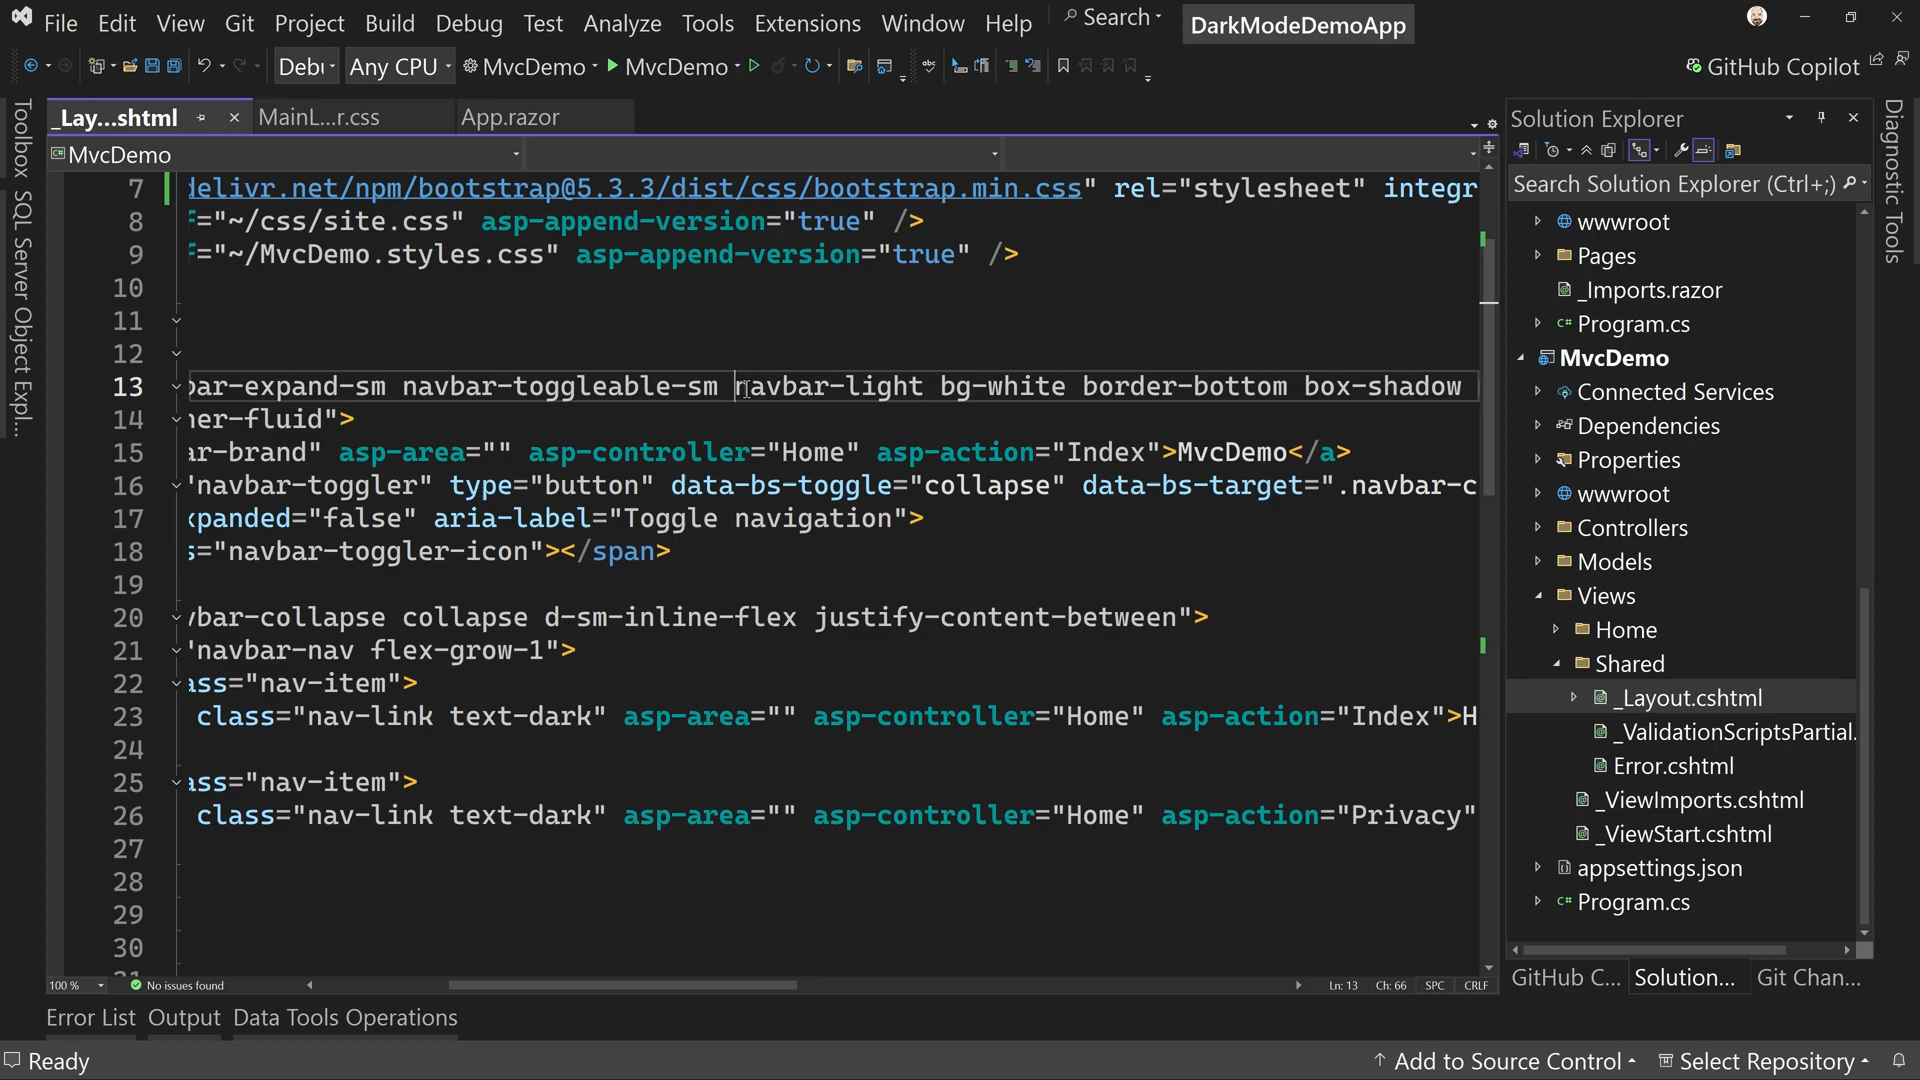 File Edit View Git Project Build Debug Test Analyze Tools Extensions Window Help Search DarkModeDemoApp
Any CPU MvcDemo MvcDemo GitHub Copilot
_Lay...shtml MainL...r.css App.razor
MvcDemo
7 delivr.net/npm/bootstrap@5.3.3/dist/css/bootstrap.min.css" rel="stylesheet" integr
8 f="~/css/site.css" asp-append-version="true" />
9 f="~/MvcDemo.styles.css" asp-append-version="true" />
10
11
12
13 bar-expand-sm navbar-toggleable-sm navbar-light bg-white border-bottom box-shadow
14 ner-fluid">
15 ar-brand" asp-area="" asp-controller="Home" asp-action="Index">MvcDemo</a>
16 "navbar-toggler" type="button" data-bs-toggle="collapse" data-bs-target=".navbar-c
17 xpanded="false" aria-label="Toggle navigation">
18 s="navbar-toggler-icon"></span>
19
20 vbar-collapse collapse d-sm-inline-flex justify-content-between">
21 "navbar-nav flex-grow-1">
22 ass="nav-item">
23 class="nav-link text-dark" asp-area="" asp-controller="Home" asp-action="Index">H
24
25 ass="nav-item">
26 class="nav-link text-dark" asp-area="" asp-controller="Home" asp-action="Privacy"
27
28
29
30
100 % No issues found Ln: 13 Ch: 66 SPC CRLF
Error List Output Data Tools Operations
Ready Add to Source Control Select Repository
Toolbox
SQL Server Object Expl...
Solution Explorer
Search Solution Explorer (Ctrl+;)
wwwroot
Pages
_Imports.razor
Program.cs
MvcDemo
Connected Services
Dependencies
Properties
wwwroot
Controllers
Models
Views
Home
Shared
_Layout.cshtml
_ValidationScriptsPartial.
Error.cshtml
_ViewImports.cshtml
_ViewStart.cshtml
appsettings.json
Program.cs
GitHub C... Solution... Git Chan...
Diagnostic Tools